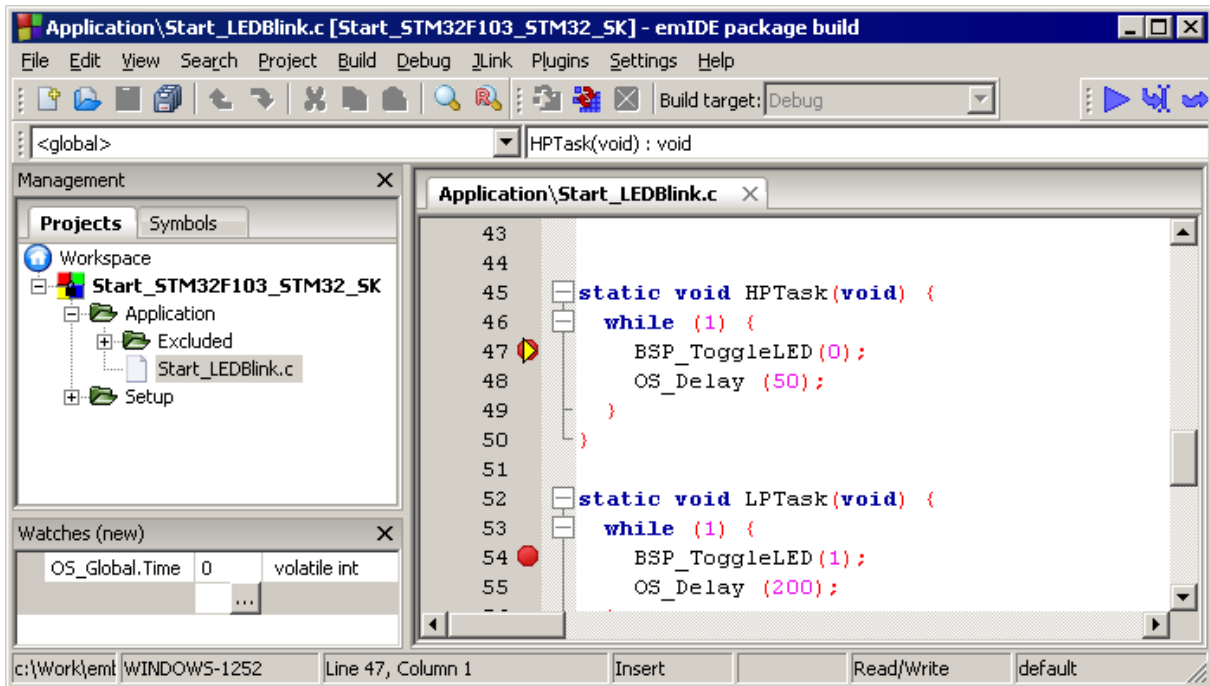 Application\Start_LEDBlink.c [Start_STM32F103_STM32_SK] - emIDE package build
File Edit View Search Project Build Debug JLink Plugins Settings Help
Build target: Debug
<global> HPTask(void) : void
Management
Projects Symbols
Workspace
Start_STM32F103_STM32_SK
Application
Excluded
Start_LEDBlink.c
Setup
Watches (new)
OS_Global.Time 0 volatile int
...
Application\Start_LEDBlink.c
43
44
45 static void HPTask(void) {
46 while (1) {
47 BSP_ToggleLED(0);
48 OS_Delay (50);
49 }
50 }
51
52 static void LPTask(void) {
53 while (1) {
54 BSP_ToggleLED(1);
55 OS_Delay (200);
c:\Work\emb WINDOWS-1252 Line 47, Column 1 Insert Read/Write default